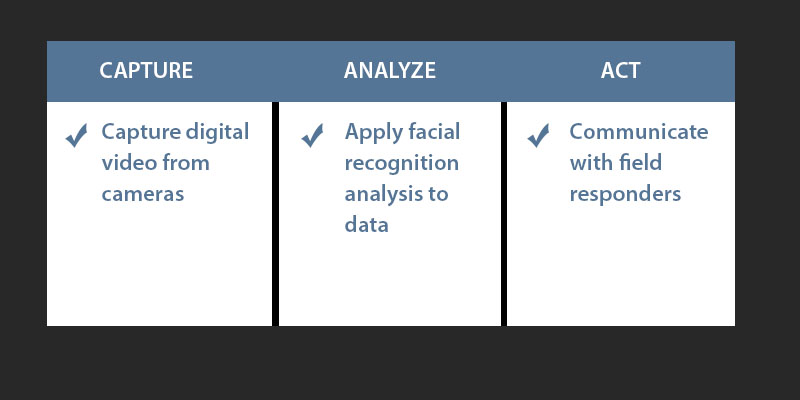 CAPTURE
ANALYZE
ACT
Capture digital
video from
cameras
Apply facial
recognition
analysis to
data
Communicate
with field
responders